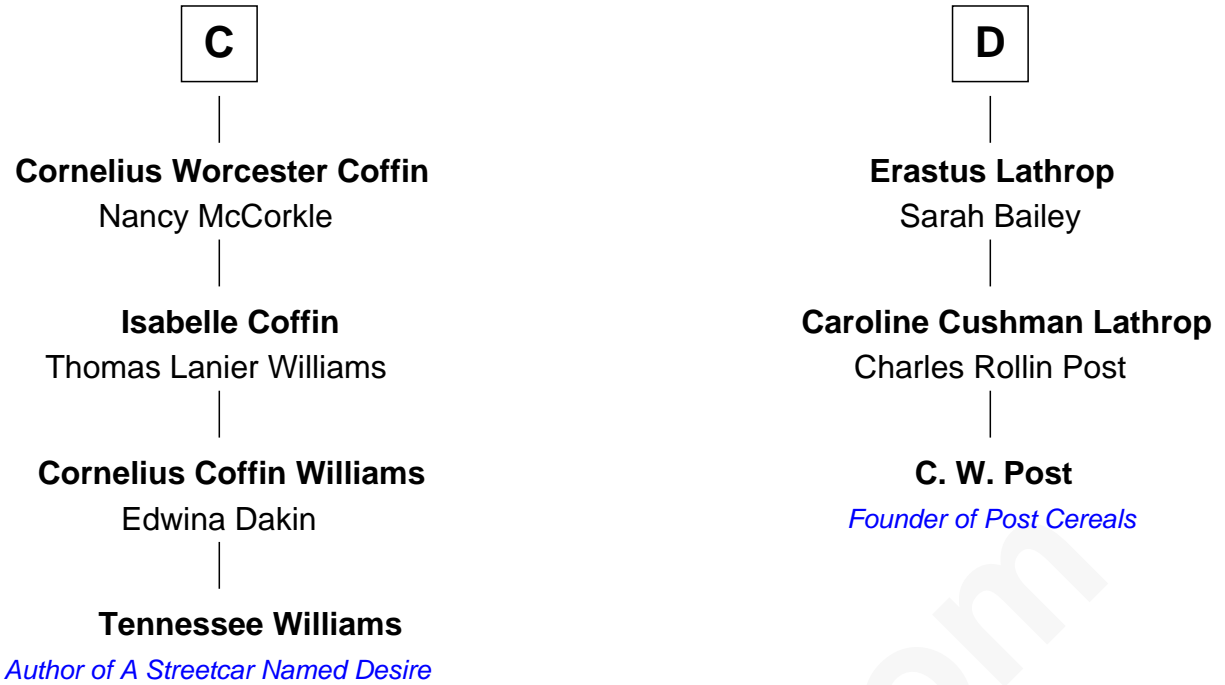 C
Cornelius Worcester Coffin
Nancy McCorkle
Isabelle Coffin
Thomas Lanier Williams
Cornelius Coffin Williams
Edwina Dakin
Tennessee Williams
Author of A Streetcar Named Desire
D
Erastus Lathrop
Sarah Bailey
Caroline Cushman Lathrop
Charles Rollin Post
C. W. Post
Founder of Post Cereals
om